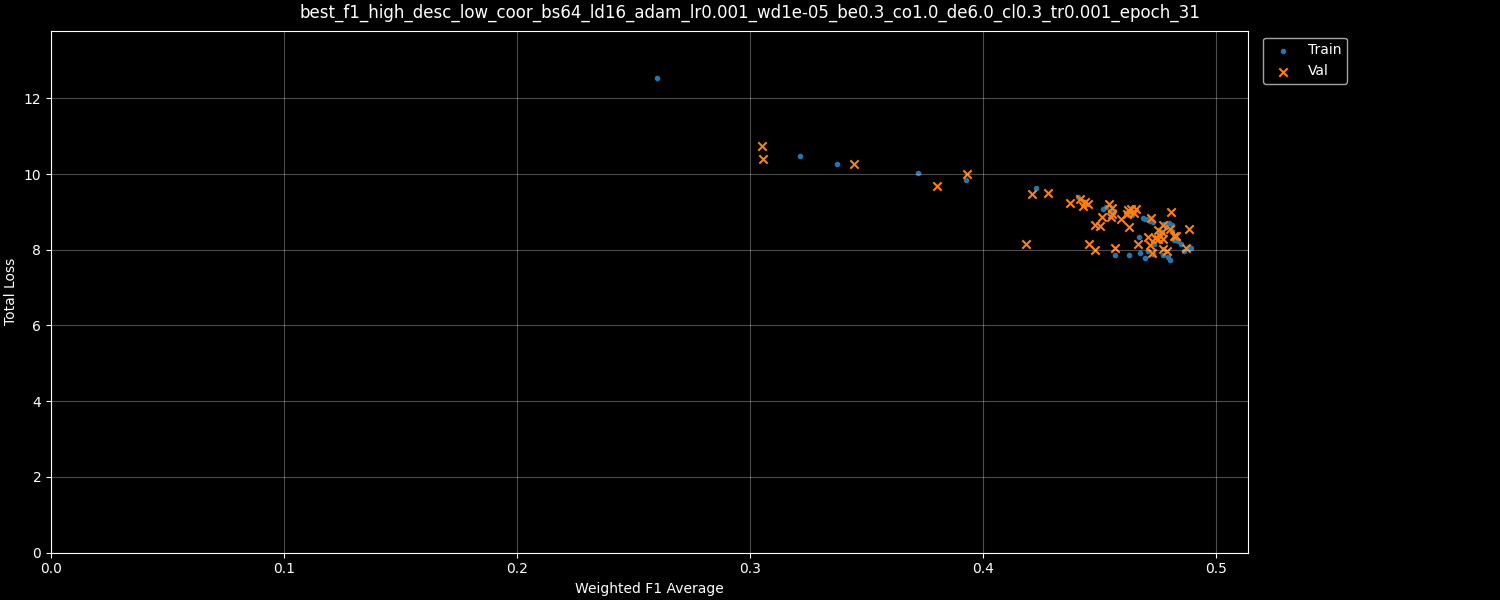 best_f1_high_desc_low_coor_bs64_ld16_adam_lr0.001_wd1e-05_be0.3_co1.0_de6.0_cl0.3_tr0.001_epoch_31
Train
Val
12
10
8
6
4
2
0
Total Loss
0.0 0.1 0.2 0.3 0.4 0.5
Weighted F1 Average